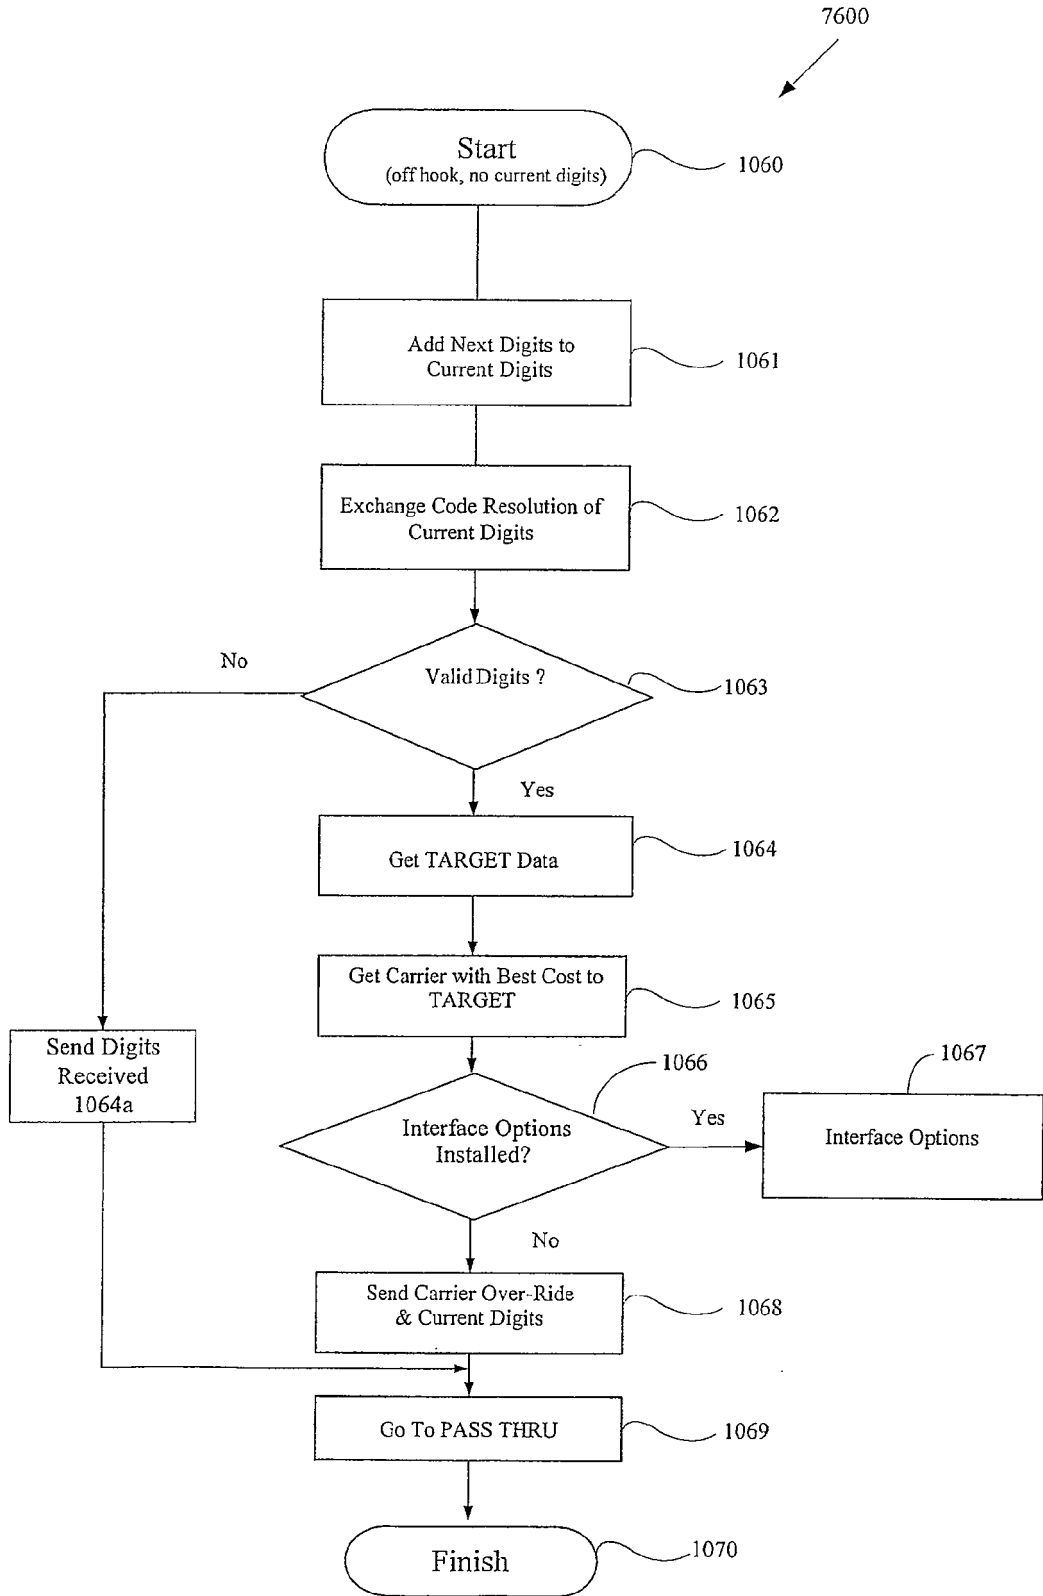 7600
Start
(off hook, no current digits)
1060
Add Next Digits to
Current Digits
1061
Exchange Code Resolution of
Current Digits
1062
No
Valid Digits ?
1063
Yes
Get TARGET Data
1064
Get Carrier with Best Cost to
TARGET
1065
Send Digits
Received
1064a
1066
1067
Interface Options
Installed?
Yes
Interface Options
No
Send Carrier Over-Ride
& Current Digits
1068
Go To PASS THRU
1069
Finish
1070